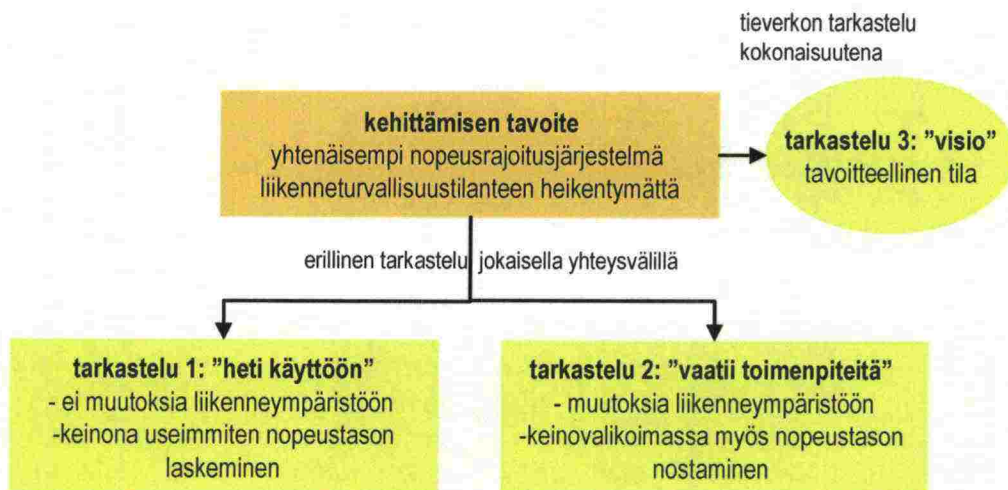 tieverkon tarkastelu
kokonaisuutena
kehittämisen tavoite
yhtenäisempi nopeusrajoitusjärjestelmä
liikenneturvallisuustilanteen heikentymättä
tarkastelu 3: ”visio”
tavoitteellinen tila
erillinen tarkastelu jokaisella yhteysvälillä
tarkastelu 1: ”heti käyttöön”
- ei muutoksia liikenneympäristöön
-keinona useimmiten nopeustason
laskeminen
tarkastelu 2: ”vaatii toimenpiteitä”
- muutoksia liikenneympäristöön
-keinovalikoimassa myös nopeustason
nostaminen